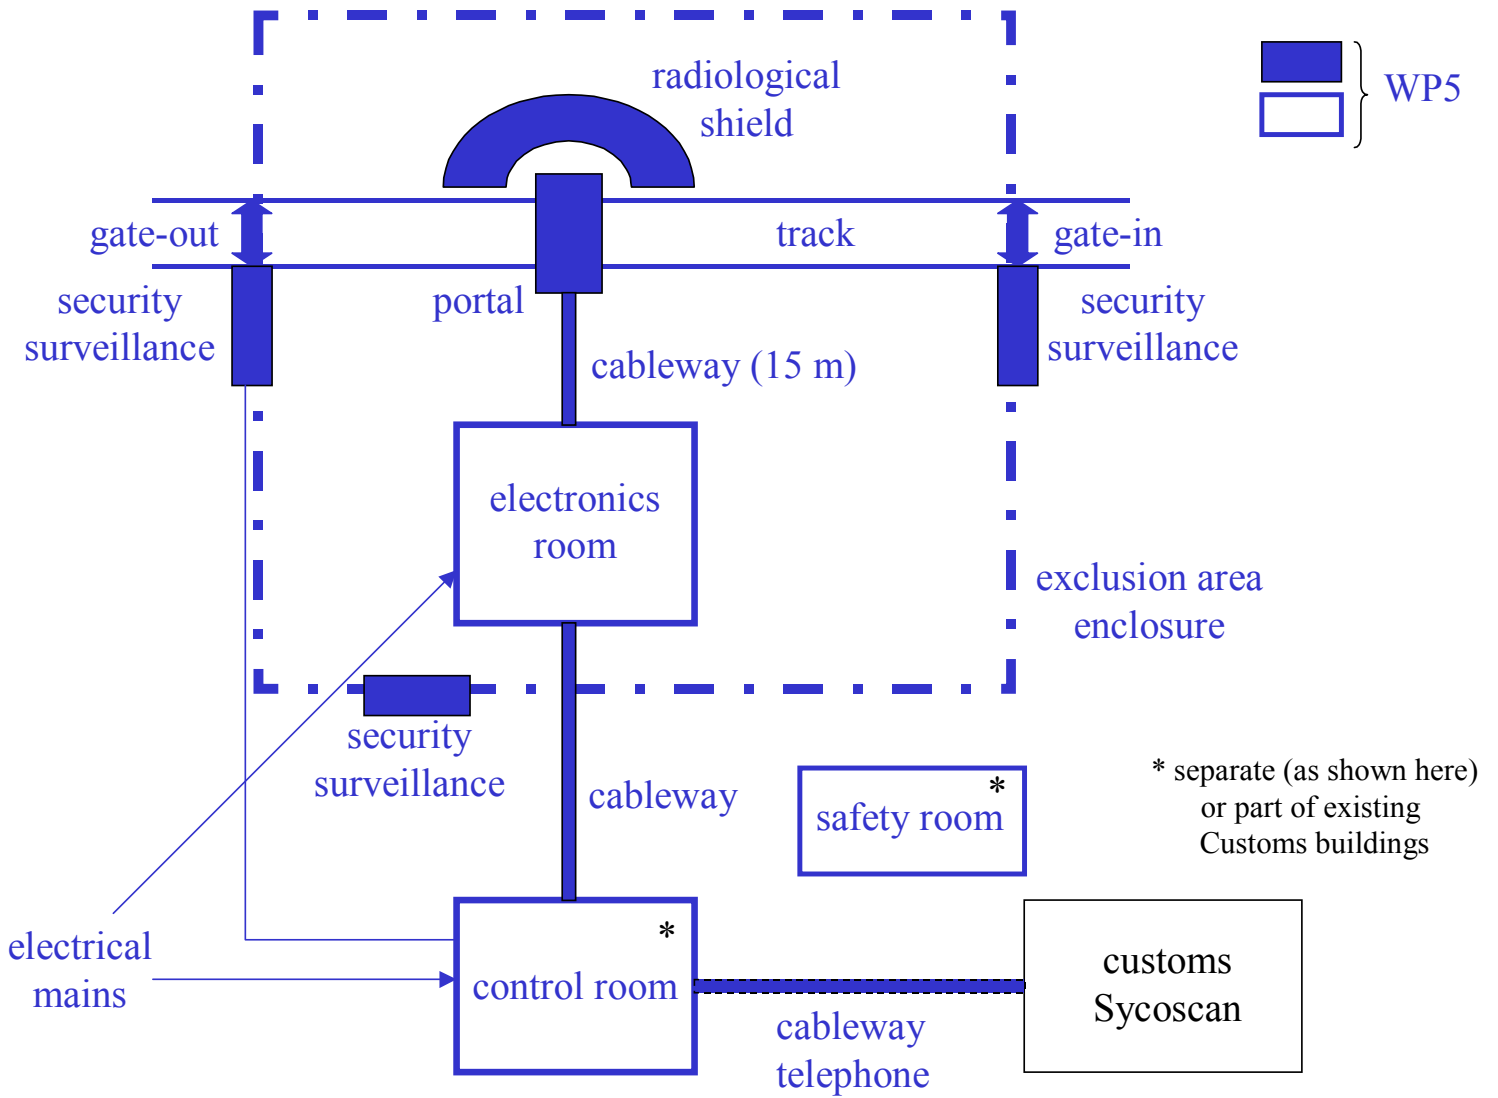 radiological
shield
WP5
gate-out
track
gate-in
security
surveillance
portal
security
surveillance
cableway (15 m)
electronics
room
exclusion area
enclosure
security
surveillance
cableway
safety room *
* separate (as shown here)
or part of existing
Customs buildings
electrical
mains
*
control room
customs
Sycoscan
cableway
telephone